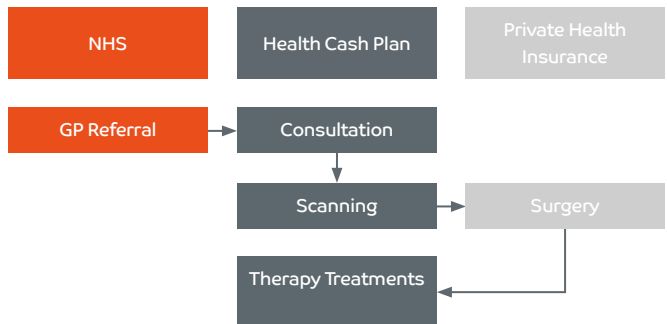 NHS
Health Cash Plan
Private Health
Insurance
GP Referral
Consultation
Scanning
Surgery
Therapy Treatments